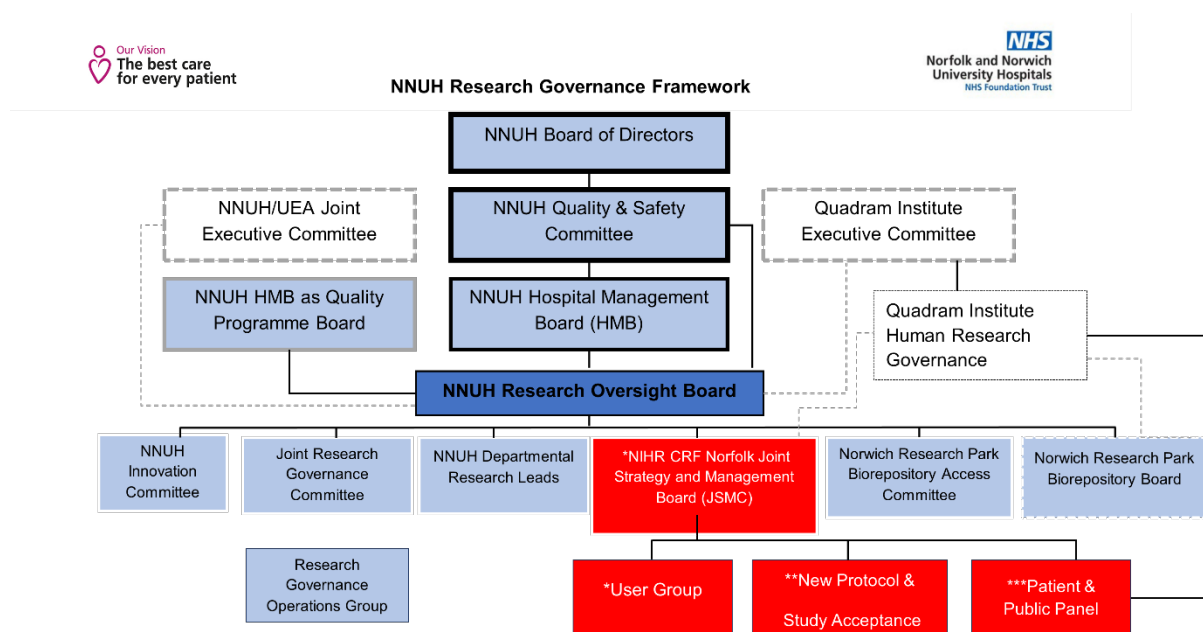 Our Vision
The best care
for every patient
NHS
Norfolk and Norwich
University Hospitals
NHS Foundation Trust
NNUH Research Governance Framework
NNUH Board of Directors
NNUH/UEA Joint
Executive Committee
NNUH Quality & Safety
Committee
Quadram Institute
Executive Committee
NNUH HMB as Quality
Programme Board
NNUH Hospital Management
Board (HMB)
Quadram Institute
Human Research
Governance
NNUH Research Oversight Board
NNUH
Innovation
Committee
Joint Research
Governance
Committee
NNUH Departmental
Research Leads
*NIHR CRF Norfolk Joint
Strategy and Management
Board (JSMC)
Norwich Research Park
Biorepository Access
Committee
Norwich Research Park
Biorepository Board
Research
Governance
Operations Group
*User Group
**New Protocol &
Study Acceptance
***Patient &
Public Panel